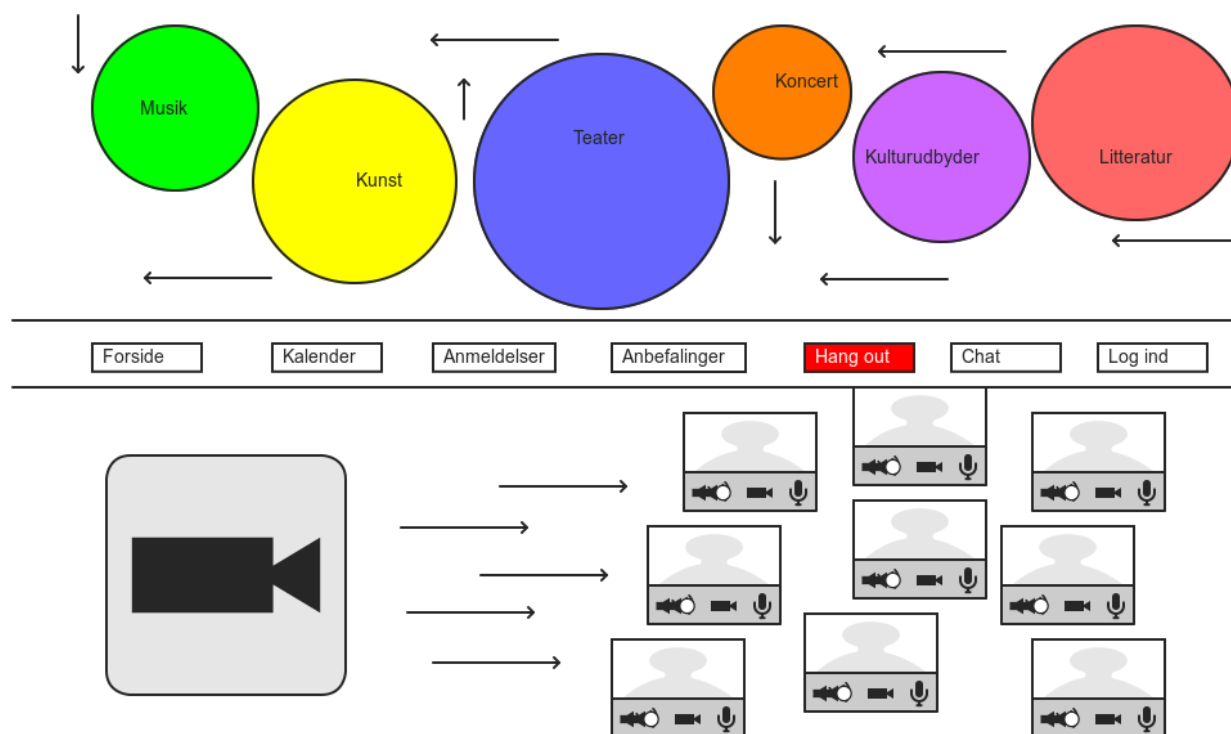 Musik
Kunst
Teater
Koncert
Kulturudbyder
Litteratur
Forside
Kalender
Anmeldelser
Anbefalinger
Hang out
Chat
Log ind